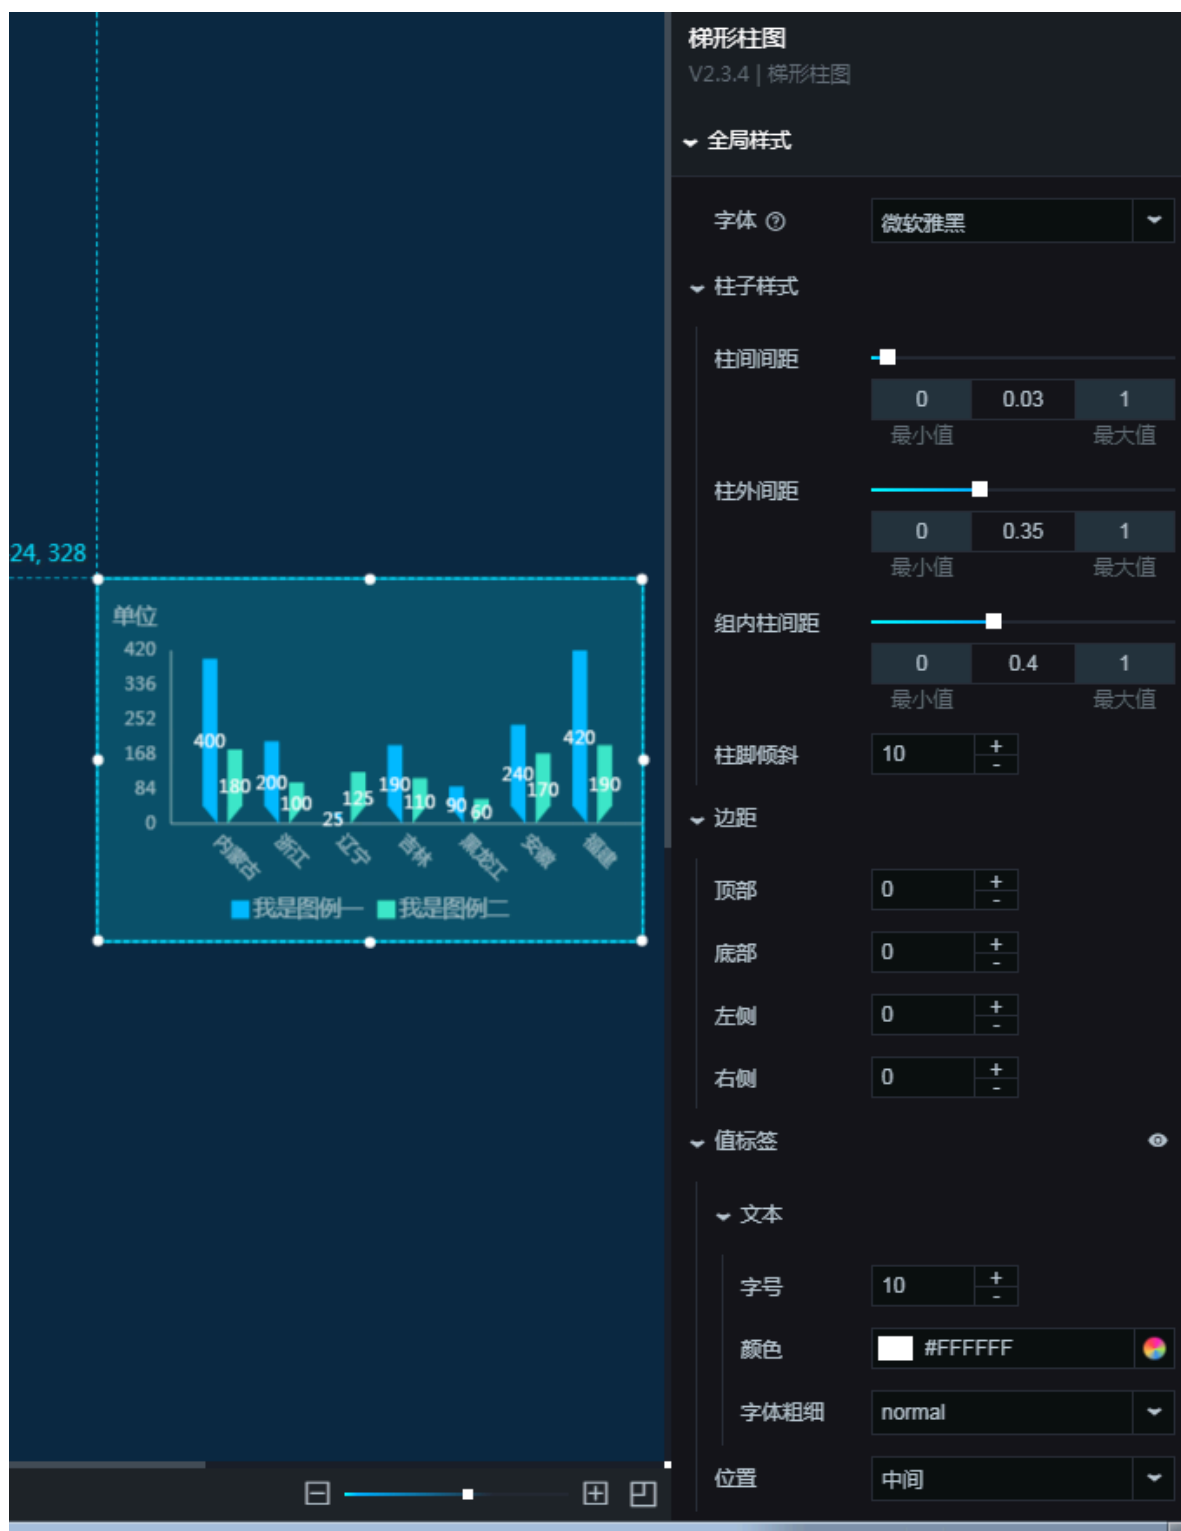 24, 328
单位
420
336
252
168
84
0
400
180
200
100
25
125
190
110
90
60
240
170
420
190
内蒙古
浙江
辽宁
吉林
黑龙江
安徽
福建
我是图例一
我是图例二
梯形柱图
V2.3.4 | 梯形柱图
全局样式
字体 ?
微软雅黑
柱子样式
柱间间距
0 0.03 1
最小值 最大值
柱外间距
0 0.35 1
最小值 最大值
组内柱间距
0 0.4 1
最小值 最大值
柱脚倾斜 10 + -
边距
顶部 0 + -
底部 0 + -
左侧 0 + -
右侧 0 + -
值标签
文本
字号 10 + -
颜色 #FFFFFF
字体粗细 normal
位置 中间